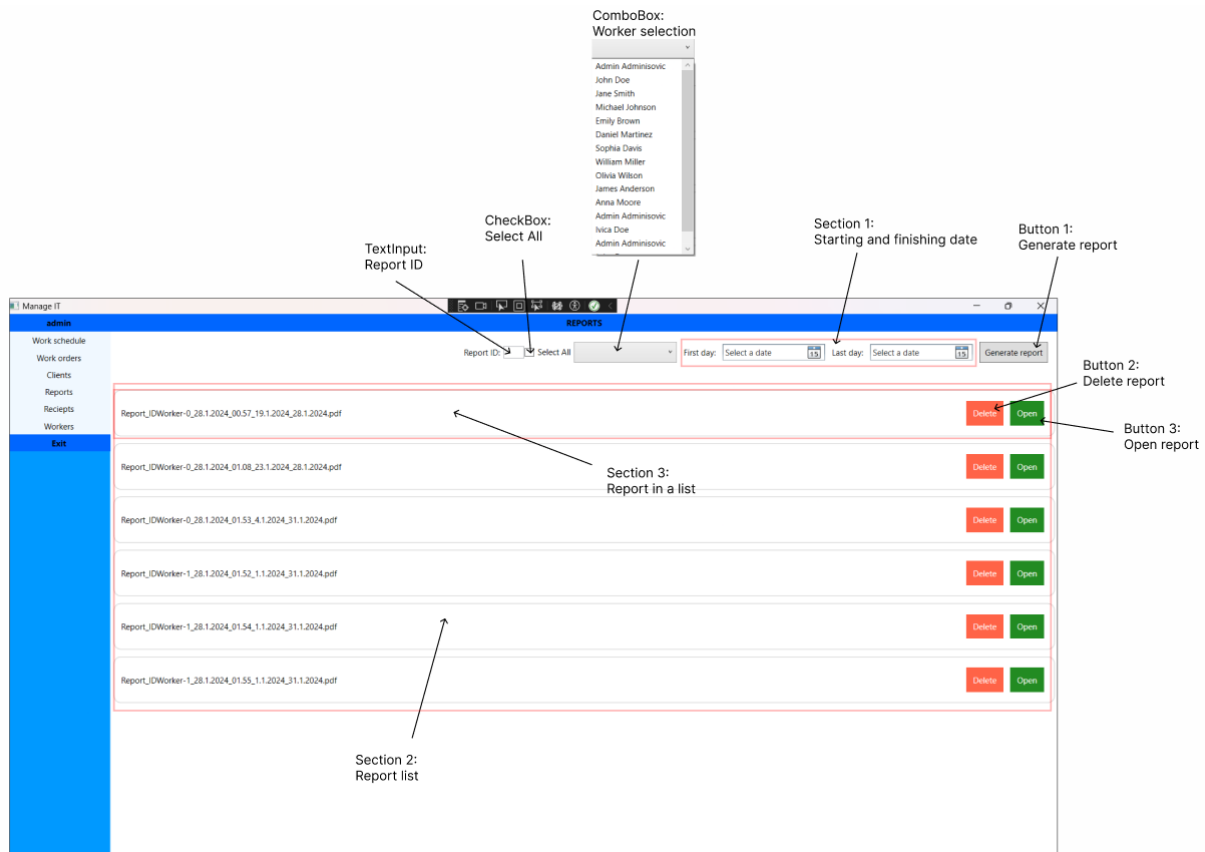 ComboBox:
Worker selection
Admin Adminisovic
John Doe
Jane Smith
Michael Johnson
Emily Brown
Daniel Martinez
Sophia Davis
William Miller
Olivia Wilson
James Anderson
Anna Moore
Admin Adminisovic
Ivica Doe
Admin Adminisovic
CheckBox:
Select All
TextInput:
Report ID
Section 1:
Starting and finishing date
Button 1:
Generate report
Manage IT
admin
REPORTS
Work schedule
Work orders
Clients
Reports
Reciepts
Workers
Exit
Report ID:
Select All
First day:
Select a date
15
Last day:
Select a date
15
Generate report
Button 2:
Delete report
Button 3:
Open report
Report_IDWorker-0_28.1.2024_00.57_19.1.2024_28.1.2024.pdf
Delete
Open
Section 3:
Report in a list
Report_IDWorker-0_28.1.2024_01.08_23.1.2024_28.1.2024.pdf
Delete
Open
Report_IDWorker-0_28.1.2024_01.53_4.1.2024_31.1.2024.pdf
Delete
Open
Report_IDWorker-1_28.1.2024_01.52_1.1.2024_31.1.2024.pdf
Delete
Open
Report_IDWorker-1_28.1.2024_01.54_1.1.2024_31.1.2024.pdf
Delete
Open
Report_IDWorker-1_28.1.2024_01.55_1.1.2024_31.1.2024.pdf
Delete
Open
Section 2:
Report list